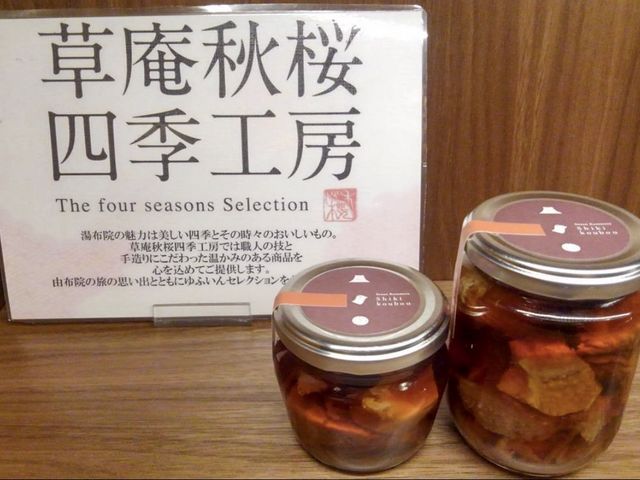 草庵秋桜
四季工房
The four seasons Selection
湯布院の魅力は美しい四季とその時々のおいしいもの。
草庵秋桜四季工房では職人の技と
手造りにこだわった温かみのある商品を
心を込めてご提供します。
由布院の旅の思い出とともにゆふいんセレクションを
Shiki
koubou
Shiki
koubou